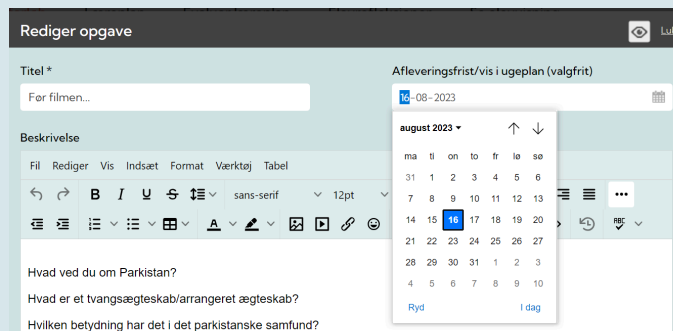 Rediger opgave
Titel *
Afleveringsfrist/vis i ugeplan (valgfrit)
Før filmen...
16-08-2023
Beskrivelse
august 2023
Fil Rediger Vis Indsæt Format Værktøj Tabel
ma ti on to fr lø sø
31 1 2 3 4 5 6
B I U S sans-serif 12pt
7 8 9 10 11 12 13
14 15 16 17 18 19 20
A ABC
21 22 23 24 25 26 27
28 29 30 31 1 2 3
4 5 6 7 8 9 10
Ryd I dag
Hvad ved du om Parkistan?
Hvad er et tvangsægteskab/arrangeret ægteskab?
Hvilken betydning har det i det parkistanske samfund?